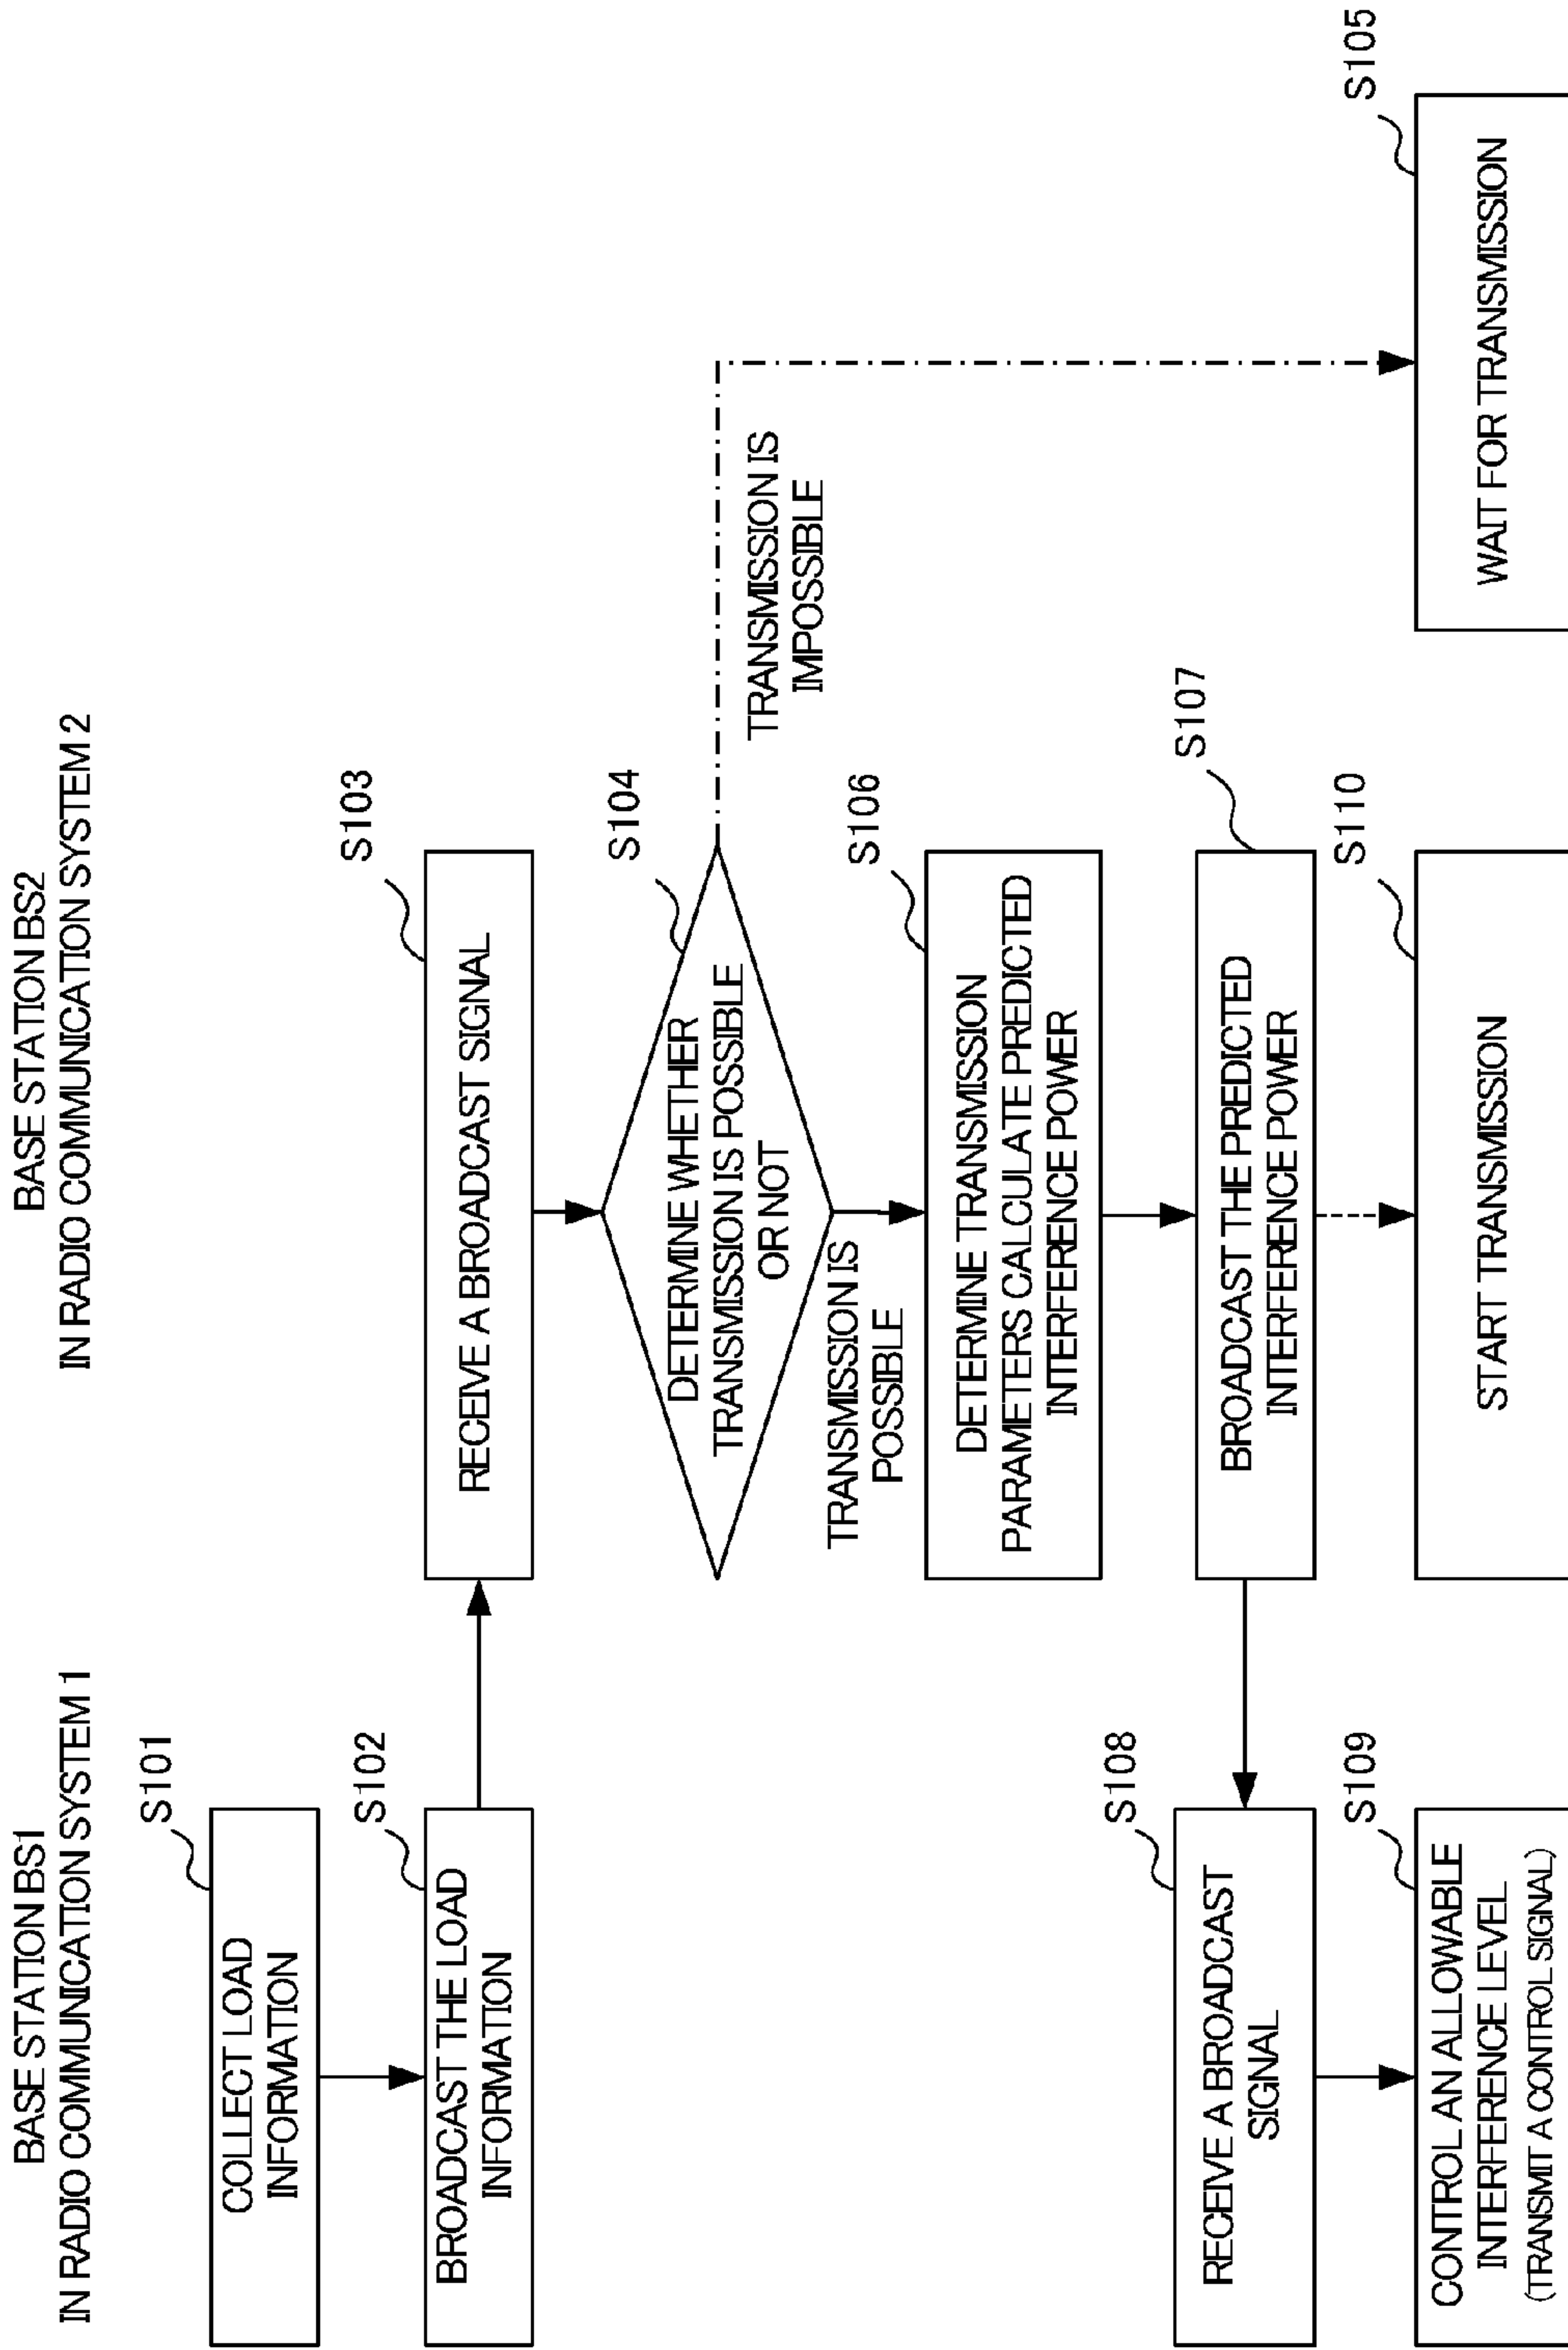 BASE STATION BS1
IN RADIO COMMUNICATION SYSTEM 1
BASE STATION BS2
IN RADIO COMMUNICATION SYSTEM 2
S101
COLLECT LOAD
INFORMATION
S102
BROADCAST THE LOAD
INFORMATION
S103
RECEIVE A BROADCAST SIGNAL
S104
DETERMINE WHETHER
TRANSMISSION IS POSSIBLE
OR NOT
TRANSMISSION IS
IMPOSSIBLE
TRANSMISSION IS
POSSIBLE
S106
DETERMINE TRANSMISSION
PARAMETERS CALCULATE PREDICTED
INTERFERENCE POWER
S107
BROADCAST THE PREDICTED
INTERFERENCE POWER
S108
RECEIVE A BROADCAST
SIGNAL
S109
CONTROL AN ALLOWABLE
INTERFERENCE LEVEL
(TRANSMIT A CONTROL SIGNAL)
S110
START TRANSMISSION
S105
WAIT FOR TRANSMISSION